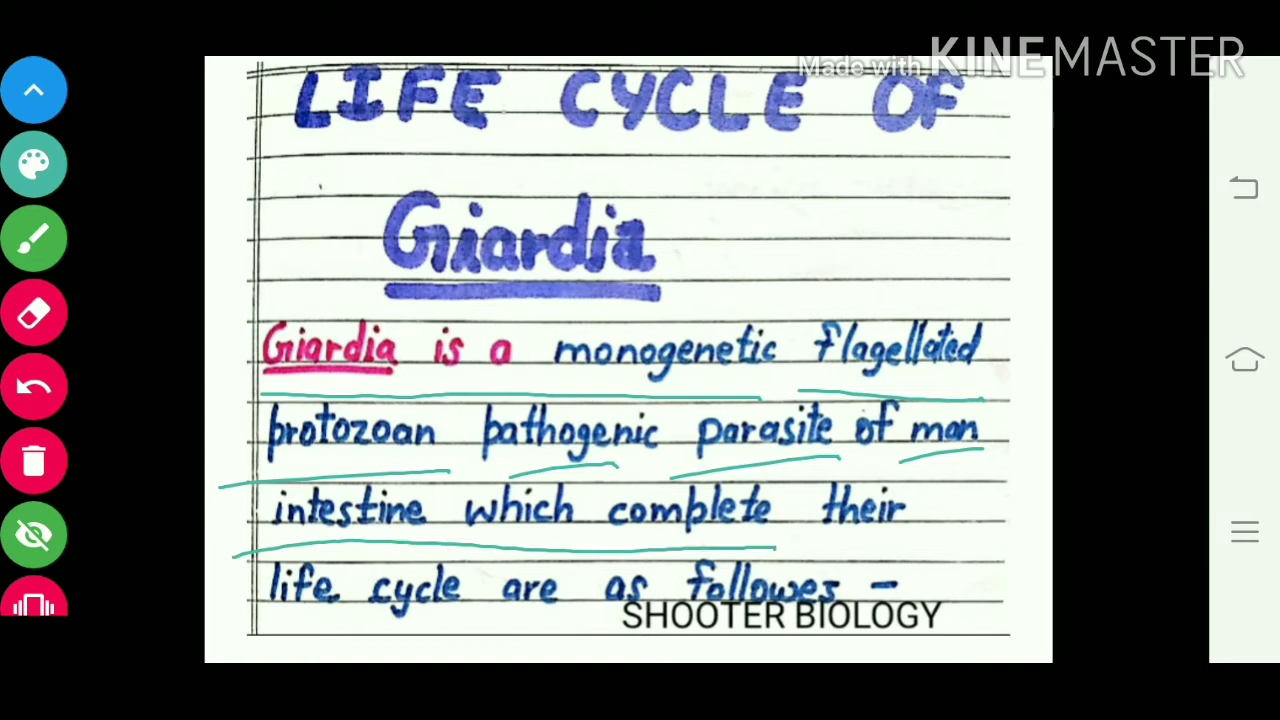 Made with KINEMASTER
LIFE CYCLE OF
Giardia
Giardia is a monogenetic flagellated
protozoan pathogenic parasite of man
intestine which complete their
life cycle are as followes -
SHOOTER BIOLOGY